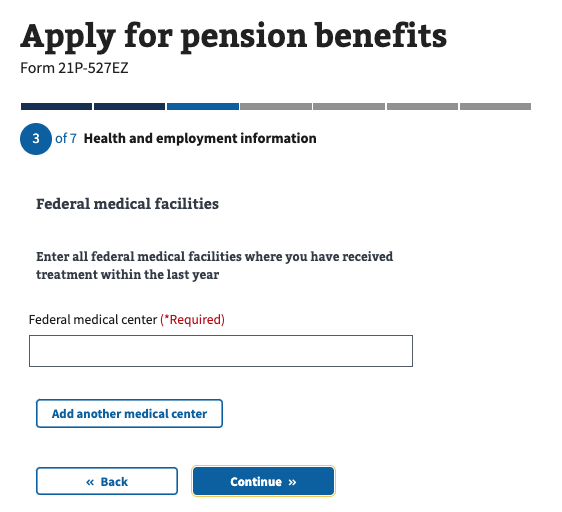 Apply for pension benefits
Form 21P-527EZ
3 of 7 Health and employment information
Federal medical facilities
Enter all federal medical facilities where you have received
treatment within the last year
Federal medical center (*Required)
Add another medical center
« Back
Continue »